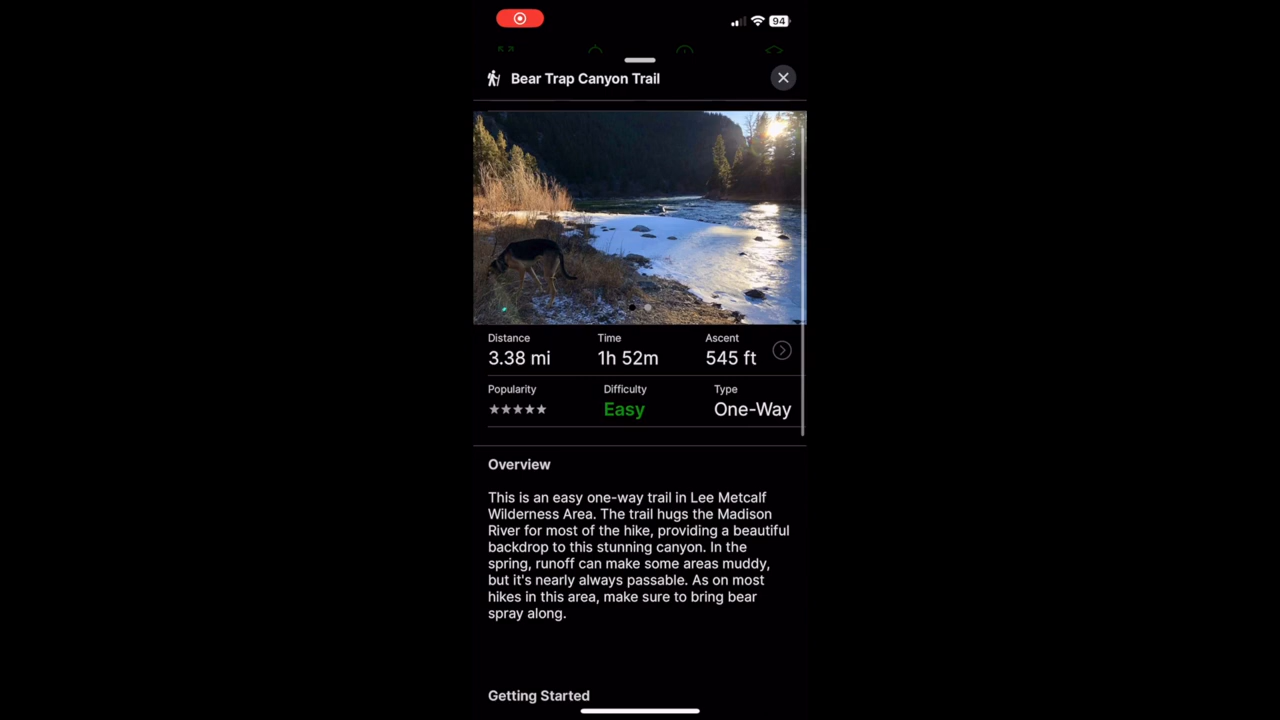 94
Bear Trap Canyon Trail
Distance Time Ascent
3.38 mi 1h 52m 545 ft
Popularity Difficulty Type
★★★★★ Easy One-Way
Overview
This is an easy one-way trail in Lee Metcalf
Wilderness Area. The trail hugs the Madison
River for most of the hike, providing a beautiful
backdrop to this stunning canyon. In the
spring, runoff can make some areas muddy,
but it's nearly always passable. As on most
hikes in this area, make sure to bring bear
spray along.
Getting Started